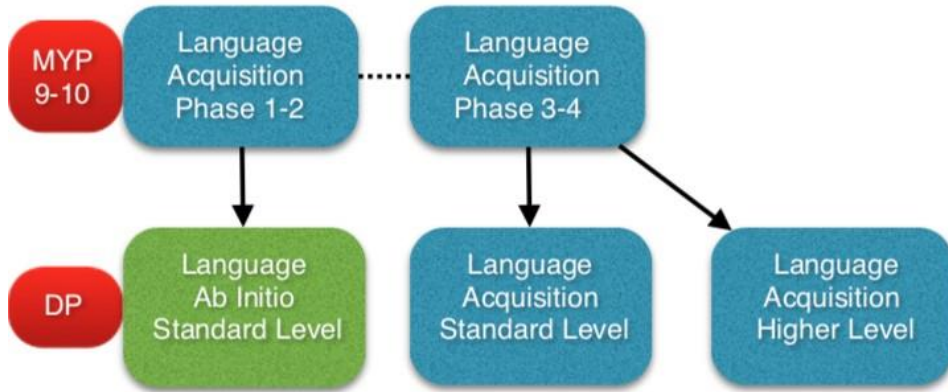 MYP
9-10
Language
Acquisition
Phase 1-2
Language
Acquisition
Phase 3-4
DP
Language
Ab Initio
Standard Level
Language
Acquisition
Standard Level
Language
Acquisition
Higher Level